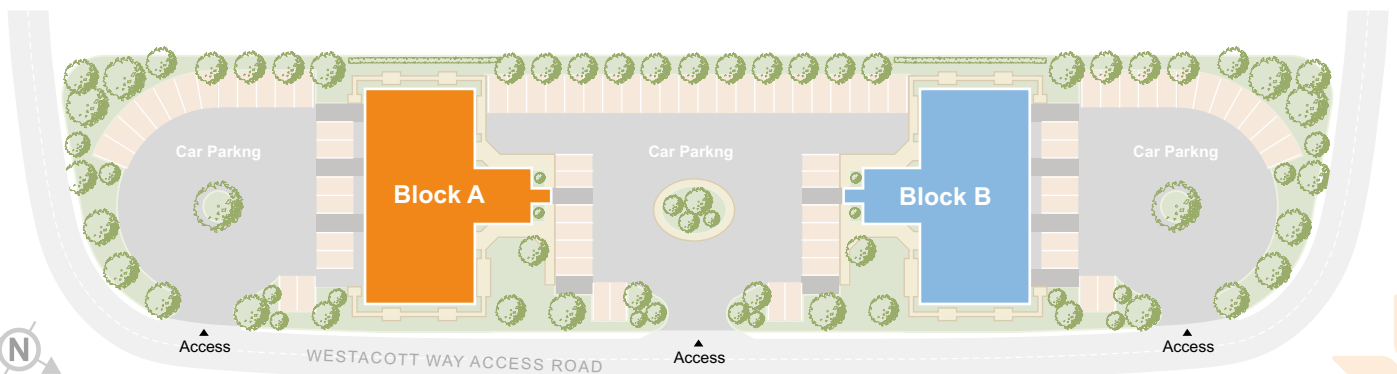 Car Parkng
Car Parkng
Car Parkng
Block A
Block B
Access
Access
Access
WESTACOTT WAY ACCESS ROAD
N